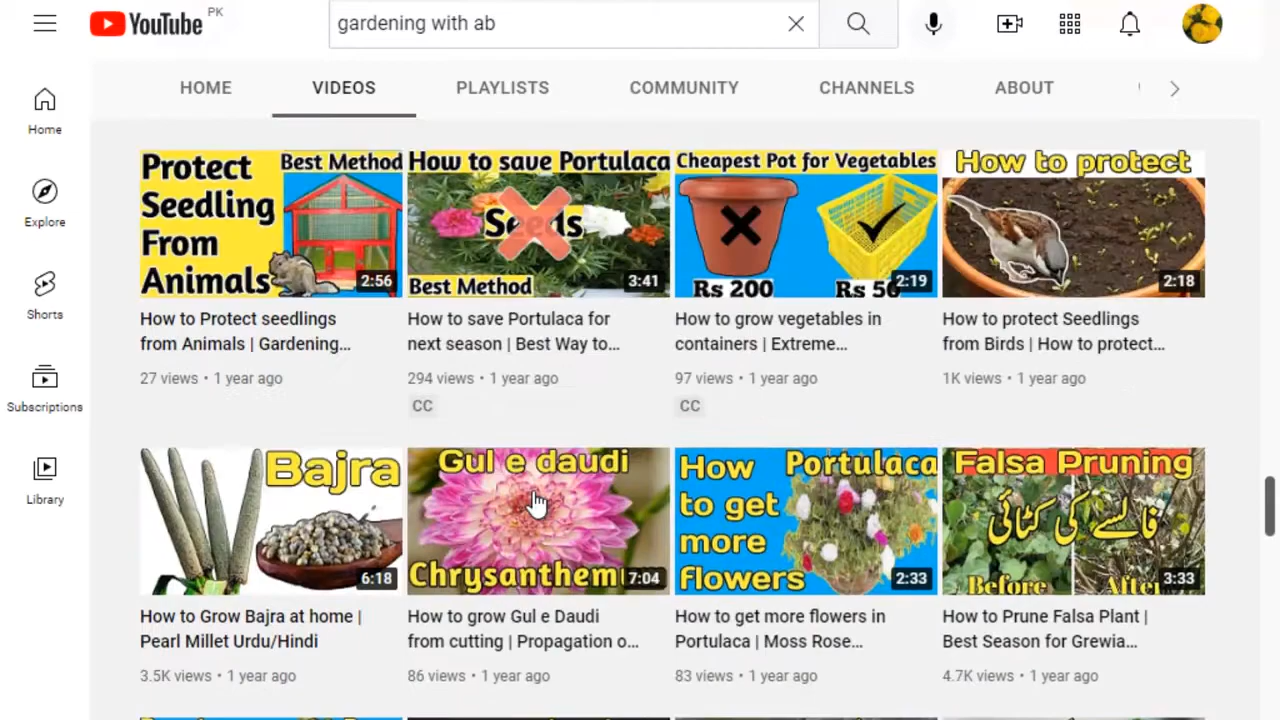 YouTube PK
gardening with ab
HOME VIDEOS PLAYLISTS COMMUNITY CHANNELS ABOUT
Home
Explore
Shorts
Subscriptions
Library
Protect
Seedling
From
Animals
Best Method
2:56
How to Protect seedlings
from Animals | Gardening...
27 views • 1 year ago
How to save Portulaca
Seeds
Best Method
3:41
How to save Portulaca for
next season | Best Way to...
294 views • 1 year ago
CC
Cheapest Pot for Vegetables
Rs 200
Rs 50
2:19
How to grow vegetables in
containers | Extreme...
97 views • 1 year ago
CC
How to protect
2:18
How to protect Seedlings
from Birds | How to protect...
1K views • 1 year ago
Bajra
6:18
How to Grow Bajra at home |
Pearl Millet Urdu/Hindi
3.5K views • 1 year ago
Gul e daudi
Chrysanthem
7:04
How to grow Gul e Daudi
from cutting | Propagation o...
86 views • 1 year ago
How
to get
more
flowers
Portulaca
2:33
How to get more flowers in
Portulaca | Moss Rose...
83 views • 1 year ago
Falsa Pruning
فالسے کی کٹائی
Before
After
3:33
How to Prune Falsa Plant |
Best Season for Grewia...
4.7K views • 1 year ago